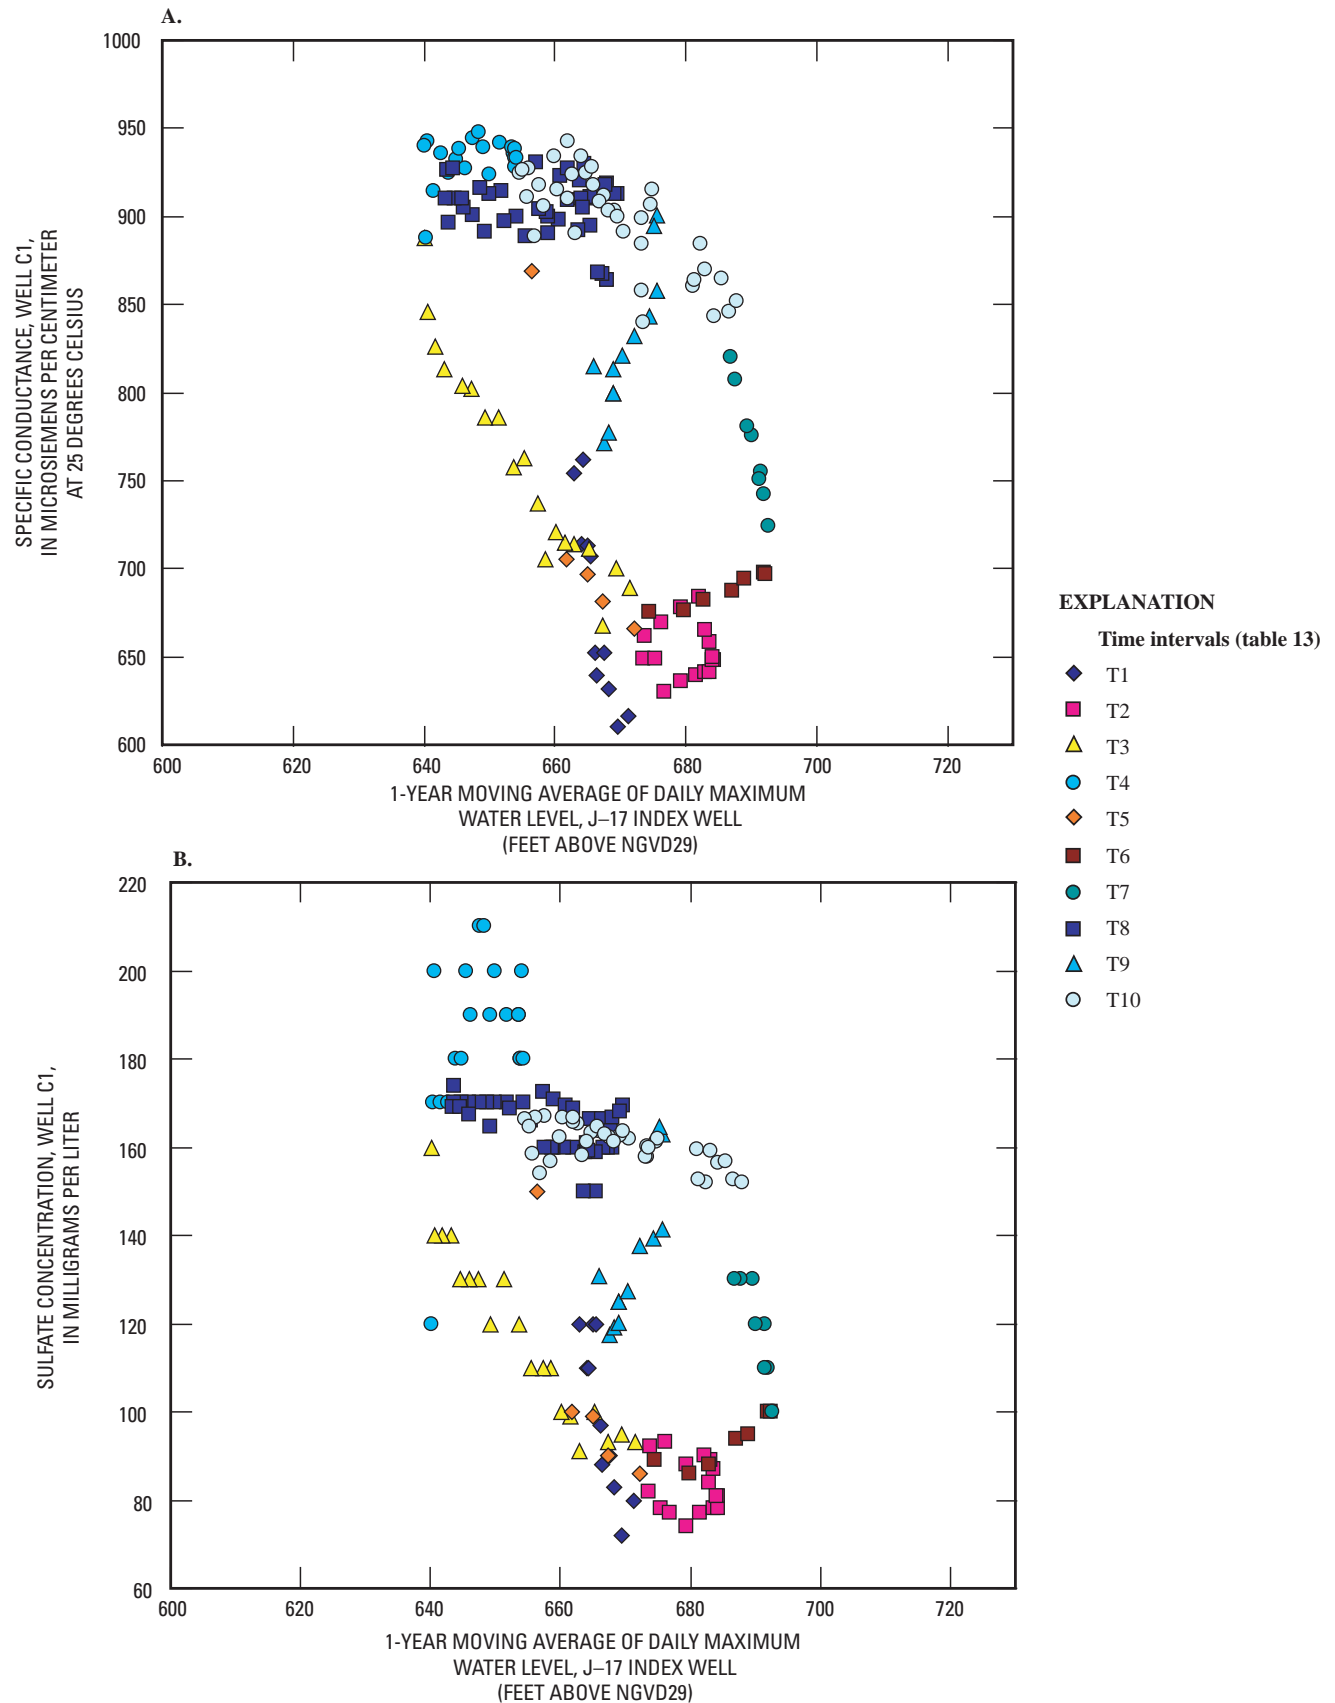 A.
1000
950
900
850
800
750
700
650
600
SPECIFIC CONDUCTANCE, WELL C1,
IN MICROSIEMENS PER CENTIMETER
AT 25 DEGREES CELSIUS
600 620 640 660 680 700 720
1-YEAR MOVING AVERAGE OF DAILY MAXIMUM
WATER LEVEL, J–17 INDEX WELL
(FEET ABOVE NGVD29)
EXPLANATION
Time intervals (table 13)
T1
T2
T3
T4
T5
T6
T7
T8
T9
T10
B.
220
200
180
160
140
120
100
80
60
SULFATE CONCENTRATION, WELL C1,
IN MILLIGRAMS PER LITER
600 620 640 660 680 700 720
1-YEAR MOVING AVERAGE OF DAILY MAXIMUM
WATER LEVEL, J–17 INDEX WELL
(FEET ABOVE NGVD29)